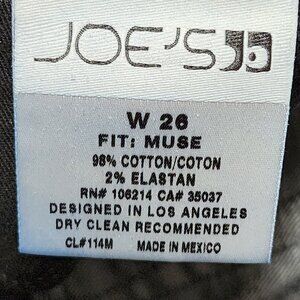 JOE'S
W 26
FIT: MUSE
98% COTTON/COTON
2% ELASTAN
RN# 106214 CA# 35037
DESIGNED IN LOS ANGELES
DRY CLEAN RECOMMENDED
CL#114M MADE IN MEXICO